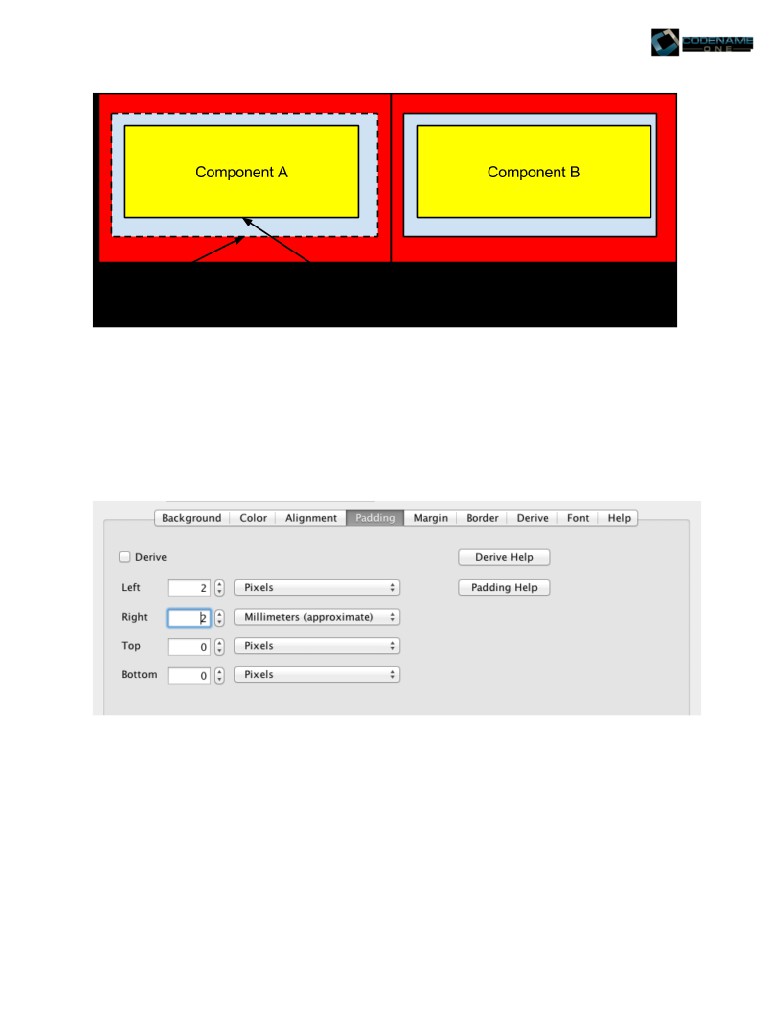 CODENAME
ONE
Component A
Component B
Background Color Alignment Padding Margin Border Derive Font Help
Derive
Derive Help
Left 2 Pixels
Padding Help
Right 2 Millimeters (approximate)
Top 0 Pixels
Bottom 0 Pixels